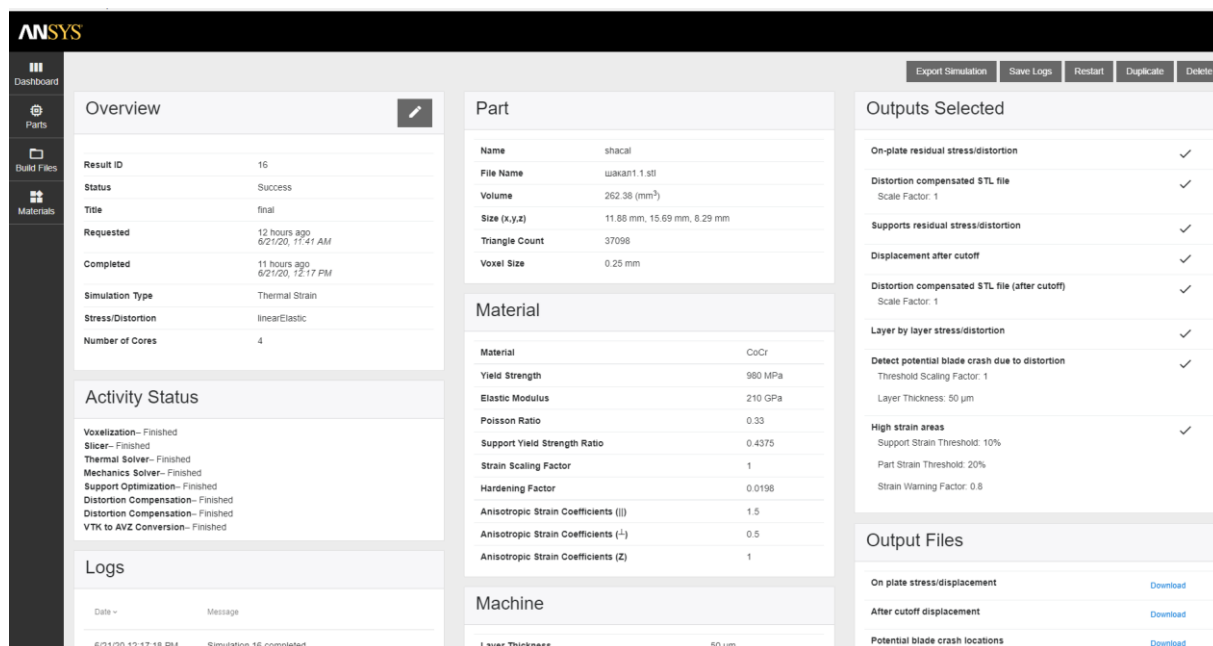 ANSYS
Dashboard
Parts
Build Files
Materials
Export Simulation Save Logs Restart Duplicate Delete
Overview
Result ID 16
Status Success
Title final
Requested 12 hours ago
6/21/20, 11:41 AM
Completed 11 hours ago
6/21/20, 12:17 PM
Simulation Type Thermal Strain
Stress/Distortion linearElastic
Number of Cores 4
Activity Status
Voxelization– Finished
Slicer– Finished
Thermal Solver– Finished
Mechanics Solver– Finished
Support Optimization– Finished
Distortion Compensation– Finished
Distortion Compensation– Finished
VTK to AVZ Conversion– Finished
Logs
Date Message
6/21/20 12:17:18 PM Simulation 16 completed
Part
Name shacal
File Name шакал1.1.stl
Volume 262.38 (mm³)
Size (x,y,z) 11.88 mm, 15.69 mm, 8.29 mm
Triangle Count 37098
Voxel Size 0.25 mm
Material
Material CoCr
Yield Strength 980 MPa
Elastic Modulus 210 GPa
Poisson Ratio 0.33
Support Yield Strength Ratio 0.4375
Strain Scaling Factor 1
Hardening Factor 0.0198
Anisotropic Strain Coefficients (||) 1.5
Anisotropic Strain Coefficients (⊥) 0.5
Anisotropic Strain Coefficients (Z) 1
Machine
Layer Thickness 50 µm
Outputs Selected
On-plate residual stress/distortion
Distortion compensated STL file
Scale Factor: 1
Supports residual stress/distortion
Displacement after cutoff
Distortion compensated STL file (after cutoff)
Scale Factor: 1
Layer by layer stress/distortion
Detect potential blade crash due to distortion
Threshold Scaling Factor: 1
Layer Thickness: 50 µm
High strain areas
Support Strain Threshold: 10%
Part Strain Threshold: 20%
Strain Warning Factor: 0.8
Output Files
On plate stress/displacement Download
After cutoff displacement Download
Potential blade crash locations Download